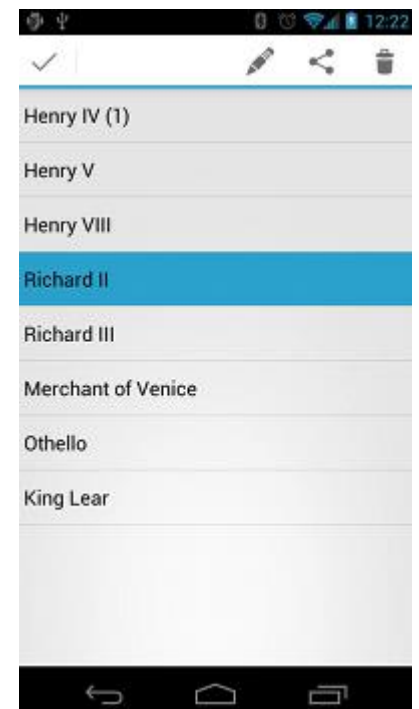 12:22
Henry IV (1)
Henry V
Henry VIII
Richard II
Richard III
Merchant of Venice
Othello
King Lear